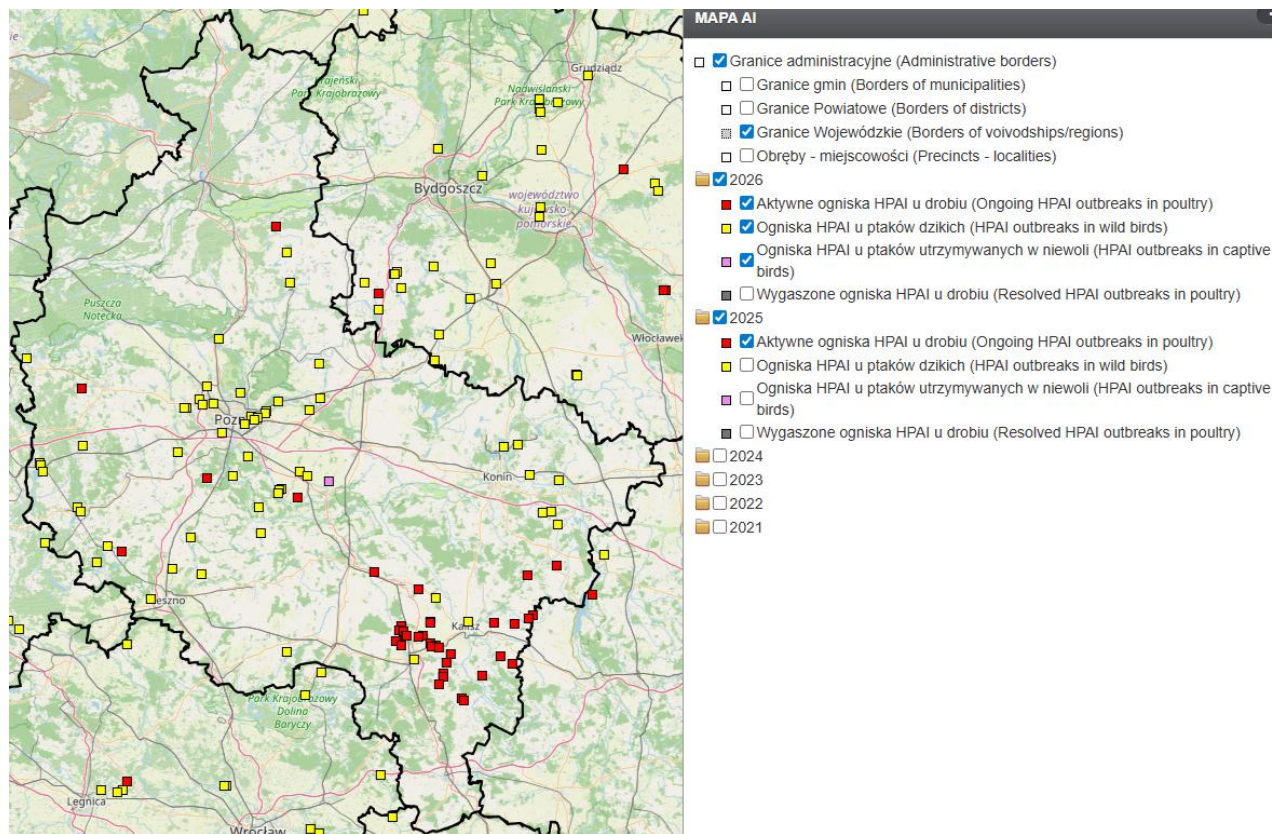 Grudziądz
Krajeński
Park Krajobrazowy
Nadwiślański
Park Krajobrazowy
Bydgoszcz
województwo
kujawsko-
pomorskie
Puszcza
Notecka
Włocławek
Konin
Kalisz
Park Krajobrazowy
Dolina
Baryczy
Legnica
Wrocław
MAPA AI
Granice administracyjne (Administrative borders)
Granice gmin (Borders of municipalities)
Granice Powiatowe (Borders of districts)
Granice Wojewódzkie (Borders of voivodships/regions)
Obręby - miejscowości (Precincts - localities)
2026
Aktywne ogniska HPAI u drobiu (Ongoing HPAI outbreaks in poultry)
Ogniska HPAI u ptaków dzikich (HPAI outbreaks in wild birds)
Ogniska HPAI u ptaków utrzymywanych w niewoli (HPAI outbreaks in captive
birds)
Wygaszone ogniska HPAI u drobiu (Resolved HPAI outbreaks in poultry)
2025
Aktywne ogniska HPAI u drobiu (Ongoing HPAI outbreaks in poultry)
Ogniska HPAI u ptaków dzikich (HPAI outbreaks in wild birds)
Ogniska HPAI u ptaków utrzymywanych w niewoli (HPAI outbreaks in captive
birds)
Wygaszone ogniska HPAI u drobiu (Resolved HPAI outbreaks in poultry)
2024
2023
2022
2021